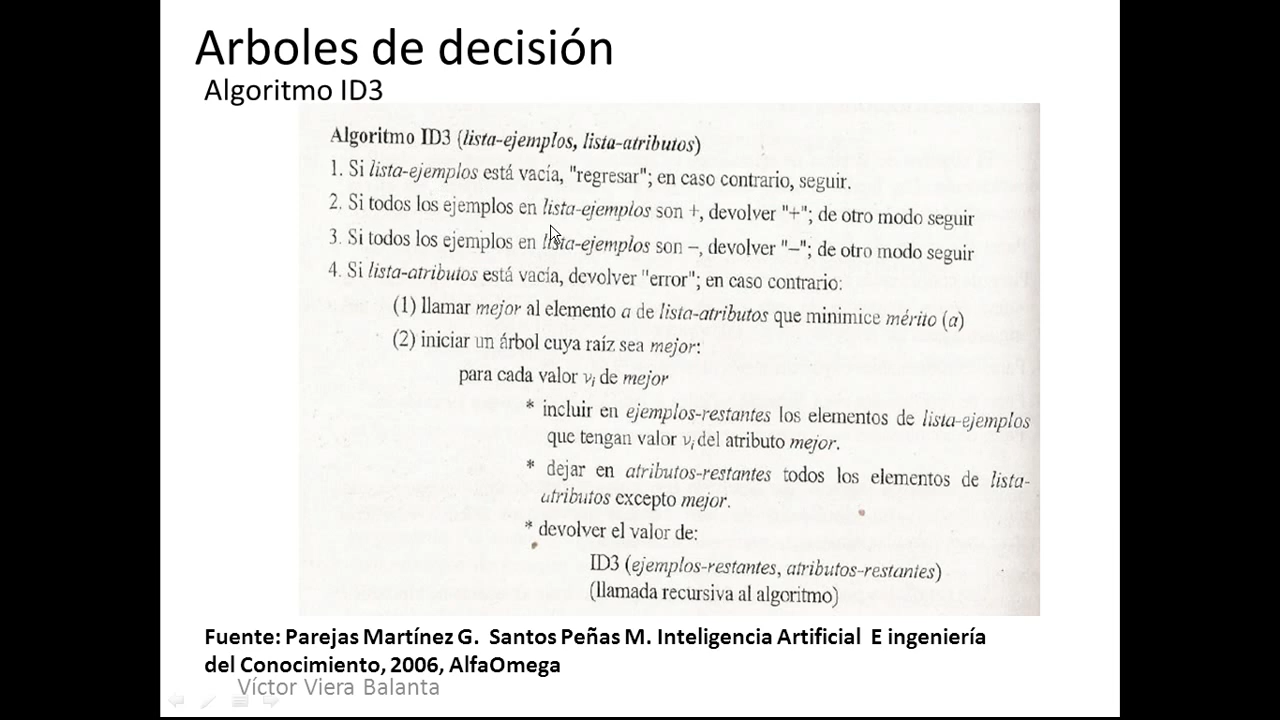 Arboles de decisión
Algoritmo ID3
Algoritmo ID3 (lista-ejemplos, lista-atributos)
1. Si lista-ejemplos está vacía, "regresar"; en caso contrario, seguir.
2. Si todos los ejemplos en lista-ejemplos son +, devolver "+"; de otro modo seguir
3. Si todos los ejemplos en lista-ejemplos son –, devolver "–"; de otro modo seguir
4. Si lista-atributos está vacía, devolver "error"; en caso contrario:
(1) llamar mejor al elemento a de lista-atributos que minimice mérito (a)
(2) iniciar un árbol cuya raíz sea mejor:
para cada valor vi de mejor
* incluir en ejemplos-restantes los elementos de lista-ejemplos
que tengan valor vi del atributo mejor.
* dejar en atributos-restantes todos los elementos de lista-
atributos excepto mejor.
* devolver el valor de:
ID3 (ejemplos-restantes, atributos-restantes)
(llamada recursiva al algoritmo)
Fuente: Parejas Martínez G. Santos Peñas M. Inteligencia Artificial E ingeniería
del Conocimiento, 2006, AlfaOmega
Víctor Viera Balanta